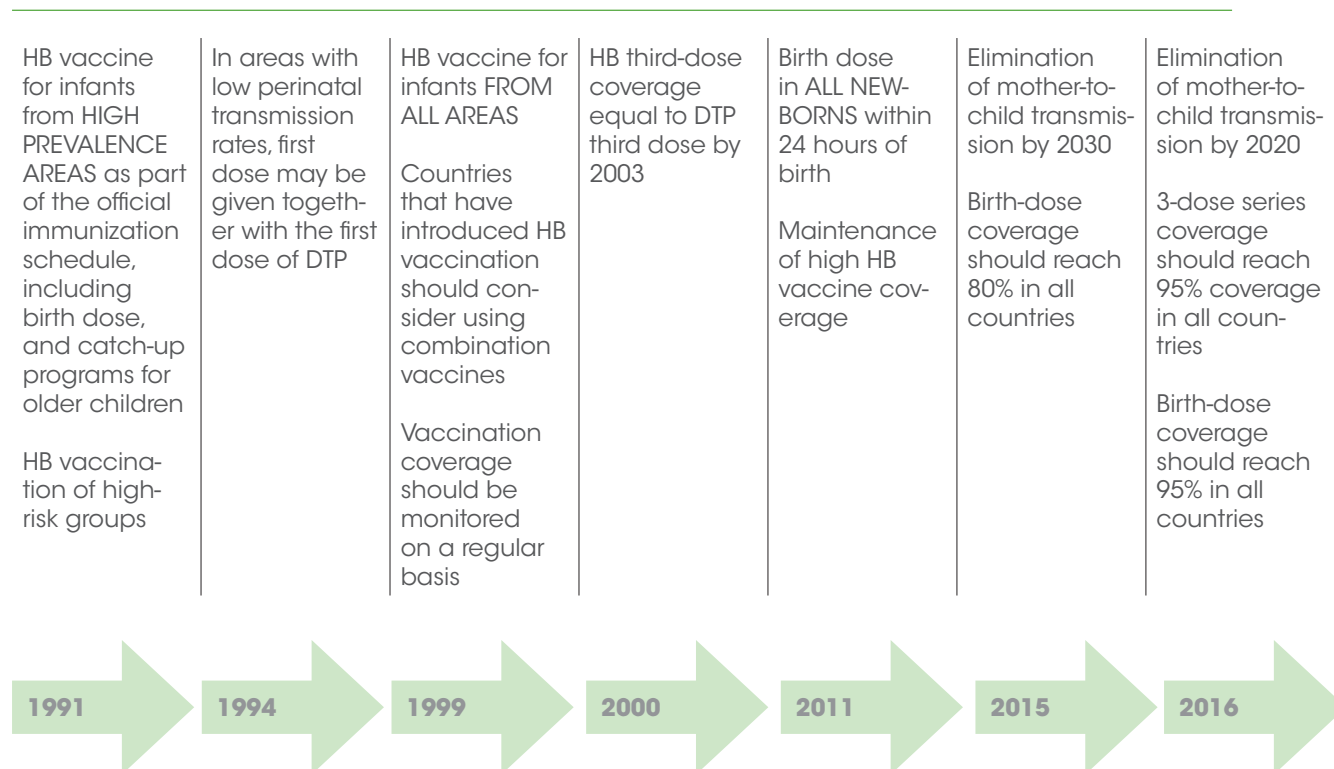 HB vaccine
for infants
from HIGH
PREVALENCE
AREAS as part
of the official
immunization
schedule,
including
birth dose,
and catch-up
programs for
older children
HB vaccina-
tion of high-
risk groups
In areas with
low perinatal
transmission
rates, first
dose may be
given togeth-
er with the first
dose of DTP
HB vaccine for
infants FROM
ALL AREAS
Countries
that have
introduced HB
vaccination
should con-
sider using
combination
vaccines
Vaccination
coverage
should be
monitored
on a regular
basis
HB third-dose
coverage
equal to DTP
third dose by
2003
Birth dose
in ALL NEW-
BORNS within
24 hours of
birth
Maintenance
of high HB
vaccine cov-
erage
Elimination
of mother-to-
child transmis-
sion by 2030
Birth-dose
coverage
should reach
80% in all
countries
Elimination
of mother-to-
child transmis-
sion by 2020
3-dose series
coverage
should reach
95% coverage
in all coun-
tries
Birth-dose
coverage
should reach
95% in all
countries
1991
1994
1999
2000
2011
2015
2016